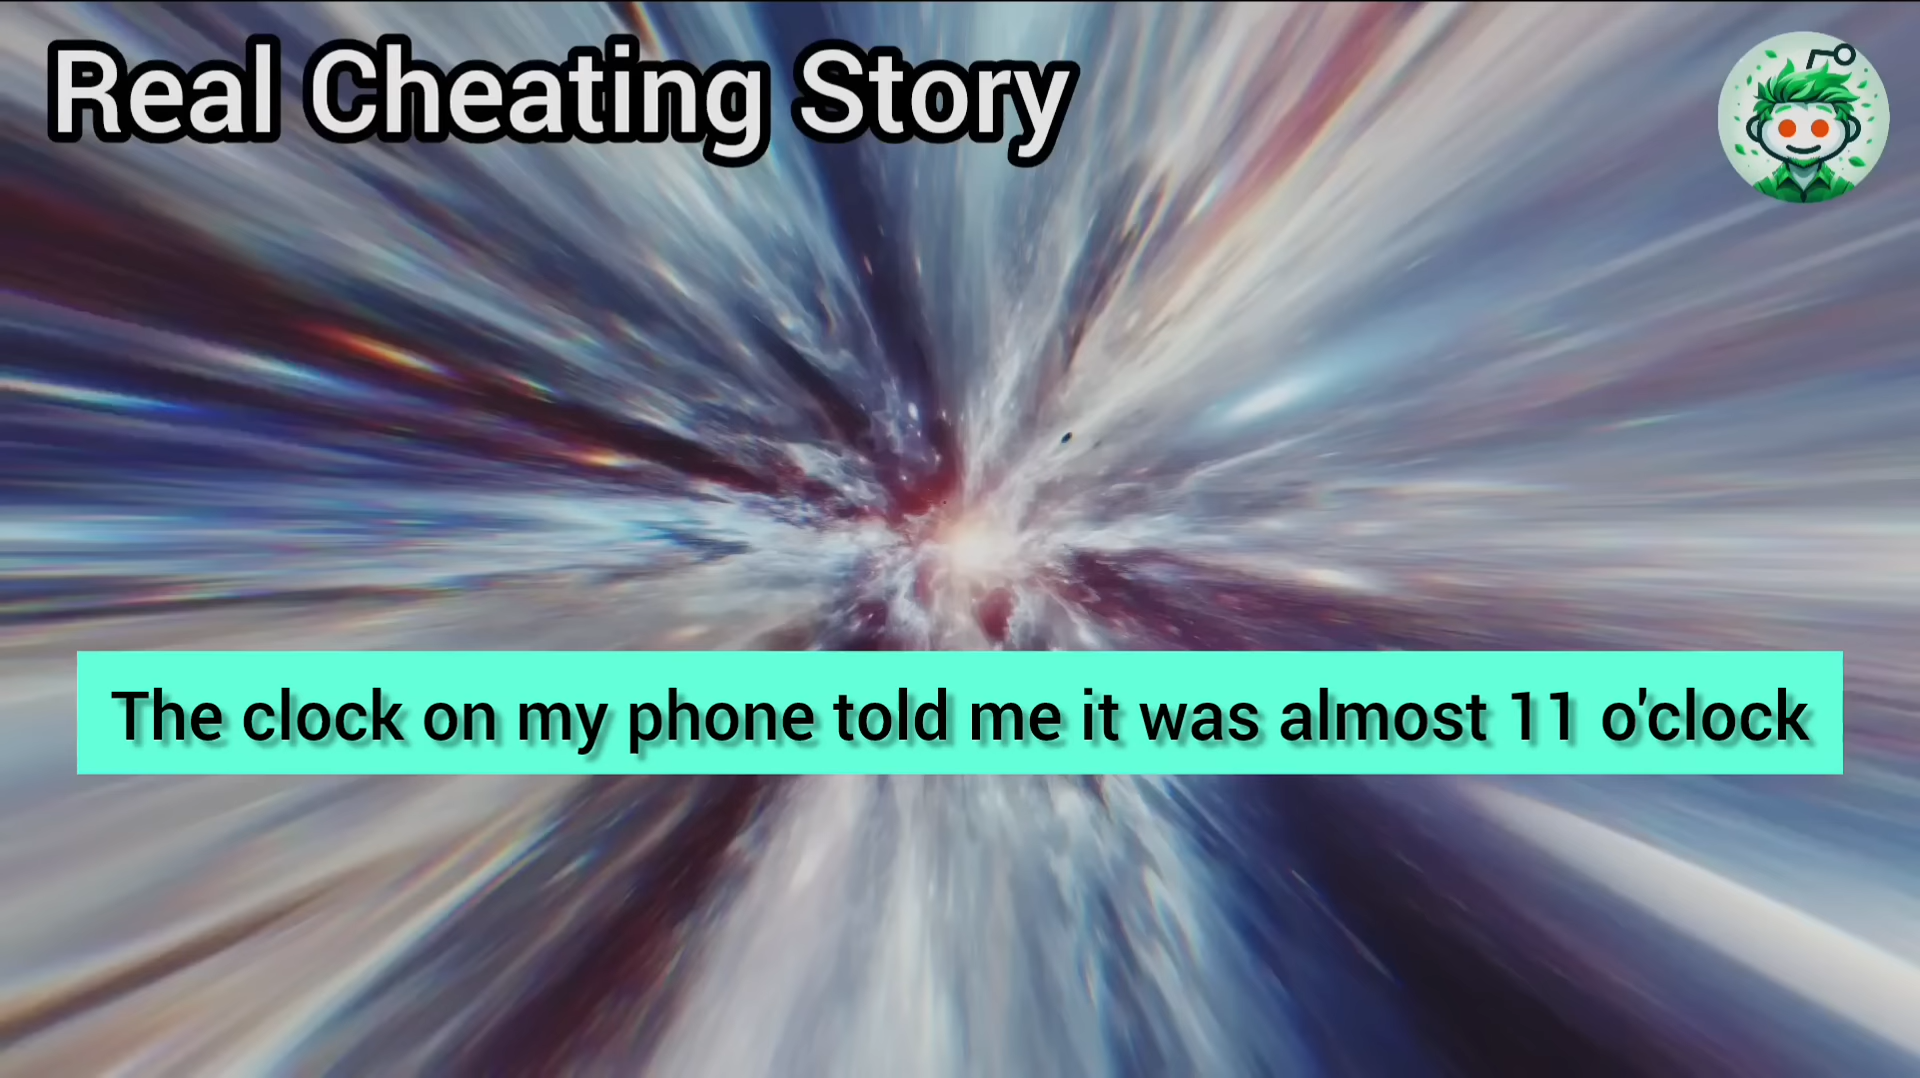 Real Cheating Story
The clock on my phone told me it was almost 11 o'clock